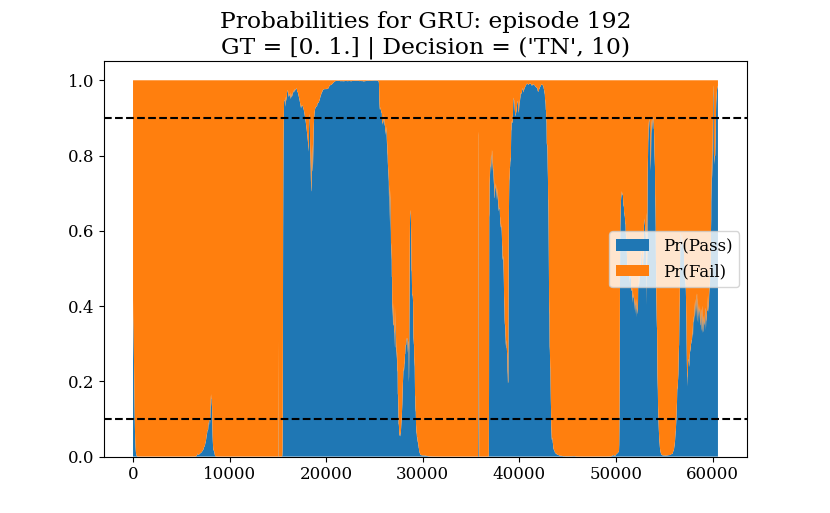 Probabilities for GRU: episode 192
GT = [0. 1.] | Decision = ('TN', 10)
1.0
0.8
0.6
0.4
0.2
0.0
Pr(Pass)
Pr(Fail)
0 10000 20000 30000 40000 50000 60000